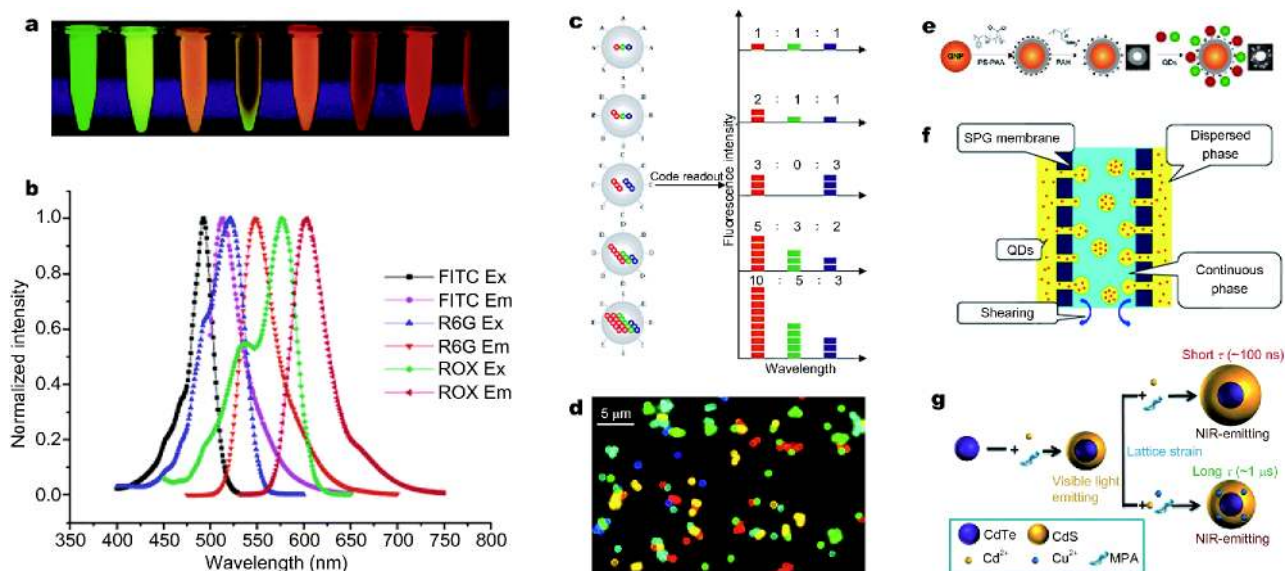 a
b
Normalized intensity
1.0
0.8
0.6
0.4
0.2
0.0
350 400 450 500 550 600 650 700 750 800
Wavelength (nm)
FITC Ex
FITC Em
R6G Ex
R6G Em
ROX Ex
ROX Em
c
Code readout
Fluorescence intensity
1 : 1 : 1
2 : 1 : 1
3 : 0 : 3
5 : 3 : 2
10 : 5 : 3
Wavelength
d
5 μm
e
GNP
PAH
QDs
f
SPG membrane
Dispersed
phase
QDs
Continuous
phase
Shearing
g
Short τ (~100 ns)
NIR-emitting
Lattice strain
Visible light
emitting
Long τ (~1 μs)
NIR-emitting
CdTe CdS
Cd²⁺ Cu²⁺ MPA